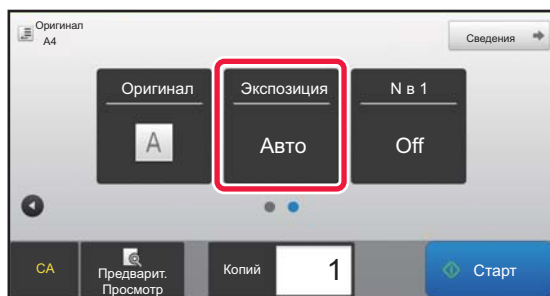 Оригинал
A4
Сведения
Оригинал
Экспозиция
N в 1
A
Авто
Off
CA
Предварит.
Просмотр
Копий
1
Старт